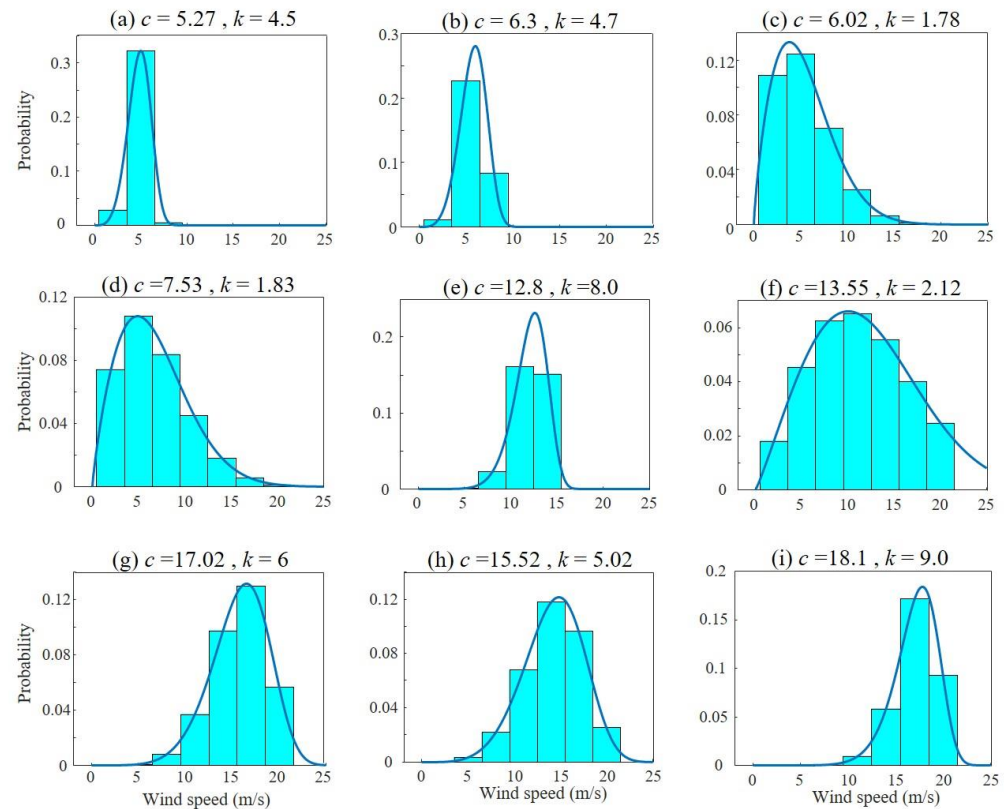 (a) c = 5.27 , k = 4.5
(b) c = 6.3 , k = 4.7
(c) c = 6.02 , k = 1.78
Probability
0.3
0.2
0.1
0
0 5 10 15 20 25
0.3
0.2
0.1
0
0 5 10 15 20 25
0.12
0.08
0.04
0
0 5 10 15 20 25
(d) c =7.53 , k = 1.83
(e) c =12.8 , k =8.0
(f) c =13.55 , k = 2.12
Probability
0.12
0.08
0.04
0
0 5 10 15 20 25
0.2
0.1
0
0 5 10 15 20 25
0.06
0.04
0.02
0
0 5 10 15 20 25
(g) c =17.02 , k = 6
(h) c =15.52 , k = 5.02
(i) c =18.1 , k = 9.0
Probability
0.12
0.08
0.04
0
0 5 10 15 20 25
Wind speed (m/s)
0.12
0.08
0.04
0
0 5 10 15 20 25
Wind speed (m/s)
0.2
0.15
0.1
0.05
0
0 5 10 15 20 25
Wind speed (m/s)